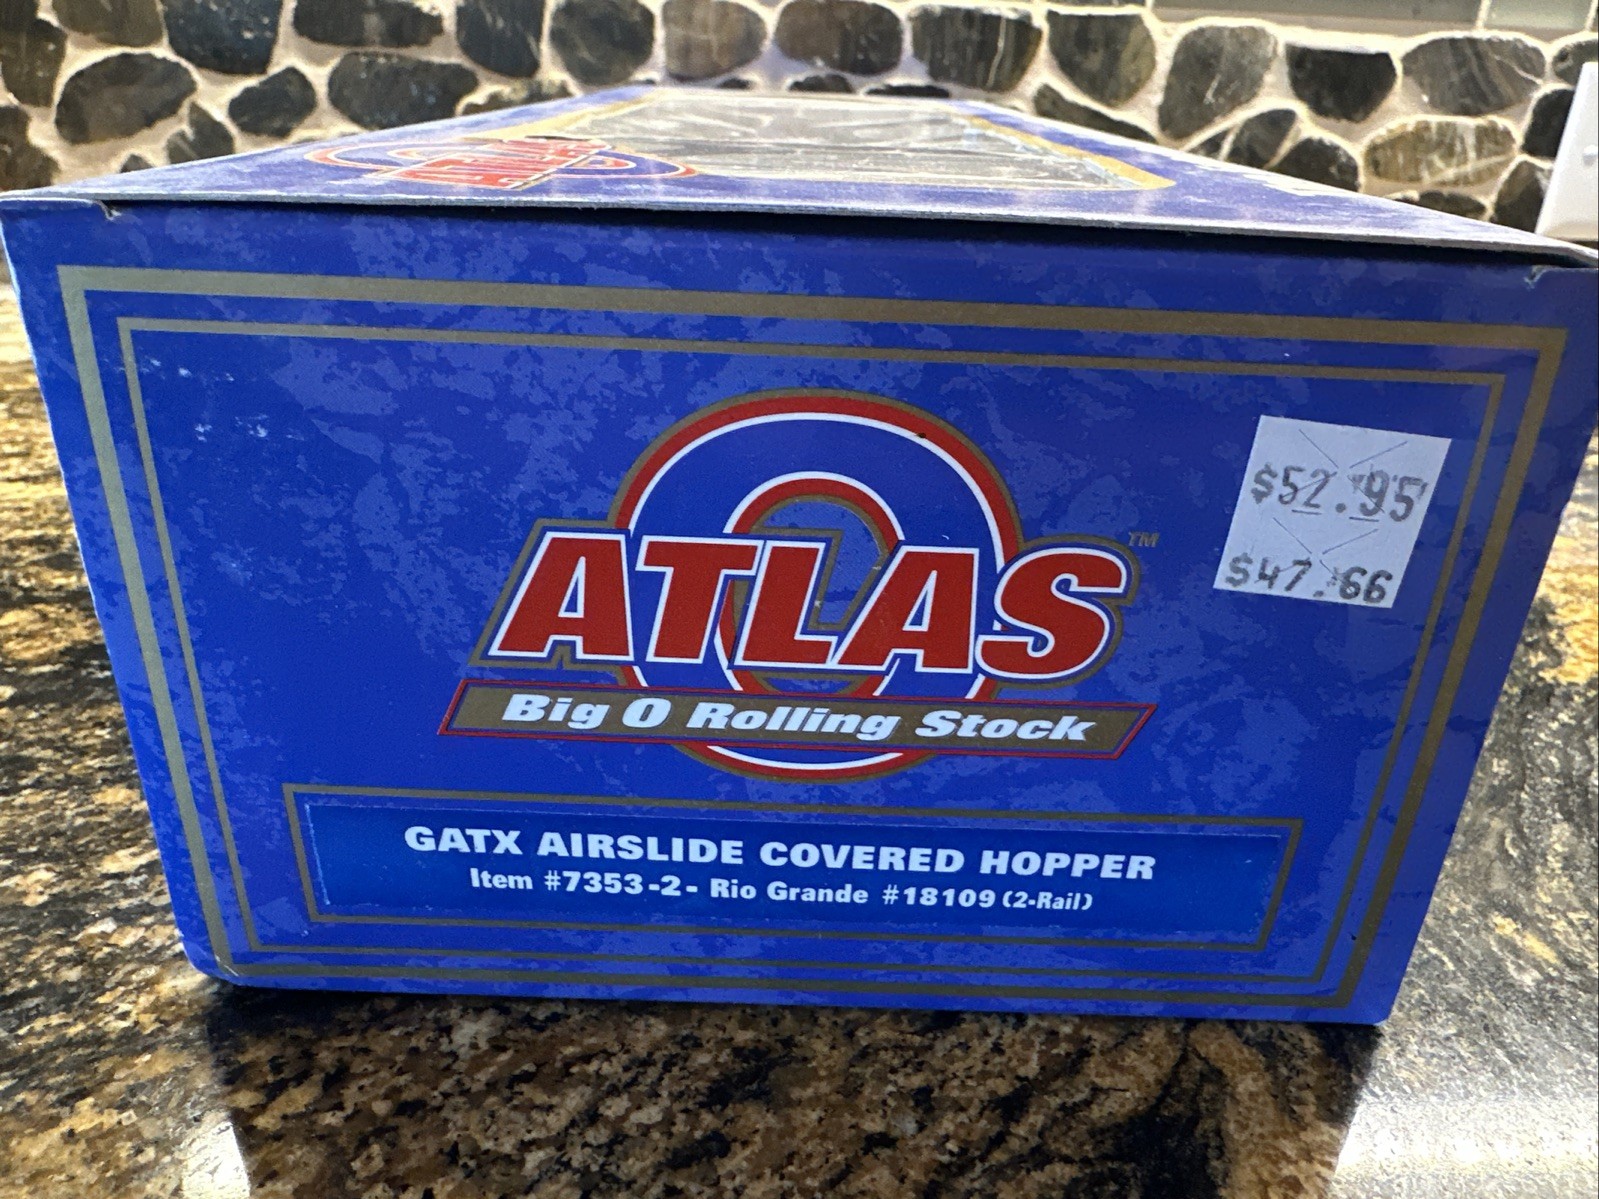 ATLAS
$52.95
$47.66
ATLAS™
Big O Rolling Stock
GATX AIRSLIDE COVERED HOPPER
Item #7353-2- Rio Grande #18109 (2-Rail)